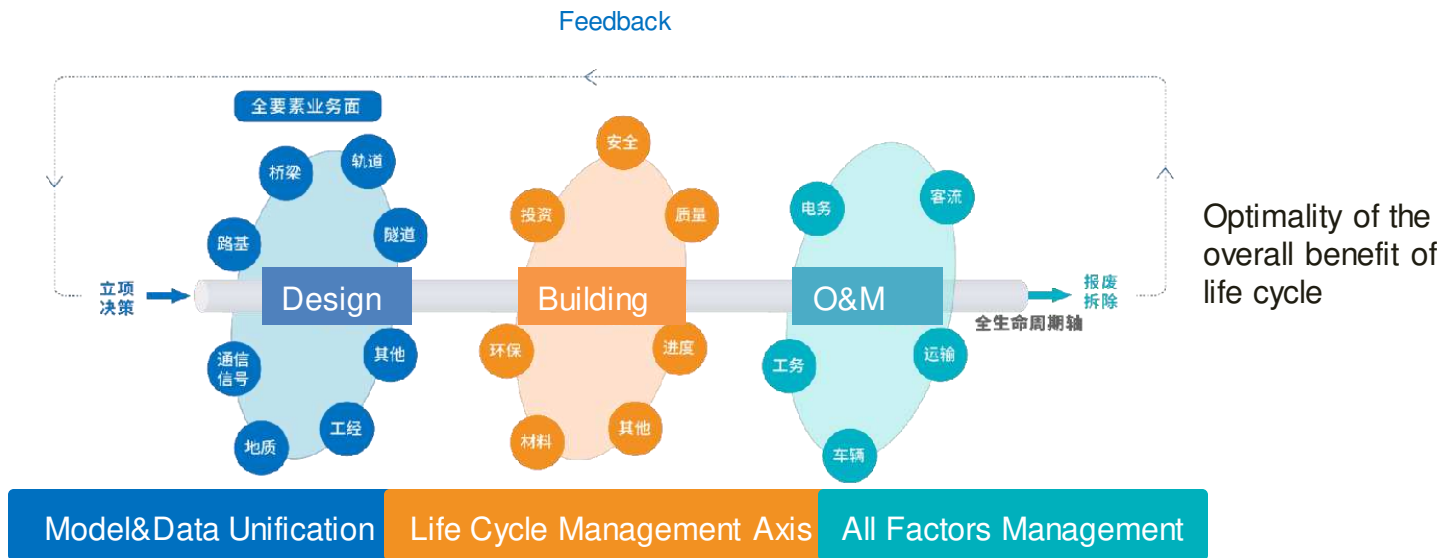 Feedback
全要素业务面
桥梁
轨道
路基
隧道
通信
信号
其他
地质
工经
立项
决策
Design
安全
投资
质量
Building
环保
进度
材料
其他
电务
客流
O&M
工务
运输
车辆
报废
拆除
全生命周期轴
Optimality of the
overall benefit of
life cycle
Model&Data Unification
Life Cycle Management Axis
All Factors Management